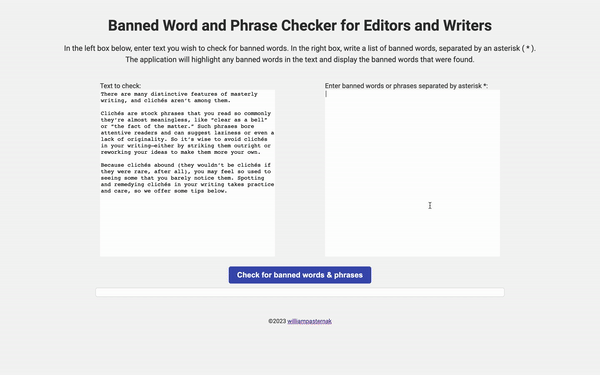 Banned Word and Phrase Checker for Editors and Writers
In the left box below, enter text you wish to check for banned words. In the right box, write a list of banned words, separated by an asterisk ( * ).
The application will highlight any banned words in the text and display the banned words that were found.
Text to check:
There are many distinctive features of masterly
writing, and clichés aren't among them.
Clichés are stock phrases that you read so commonly
they're almost meaningless, like "clear as a bell"
or "the fact of the matter." Such phrases bore
attentive readers and can suggest laziness or even a
lack of originality. So it's wise to avoid clichés
in your writing—either by striking them outright or
reworking your ideas to make them more your own.
Because clichés abound (they wouldn't be clichés if
they were rare, after all), you may feel so used to
seeing some that you barely notice them. Spotting
and remedying clichés in your writing takes practice
and care, so we offer some tips below.
Enter banned words or phrases separated by asterisk *:
Check for banned words & phrases
©2023 williampasternak